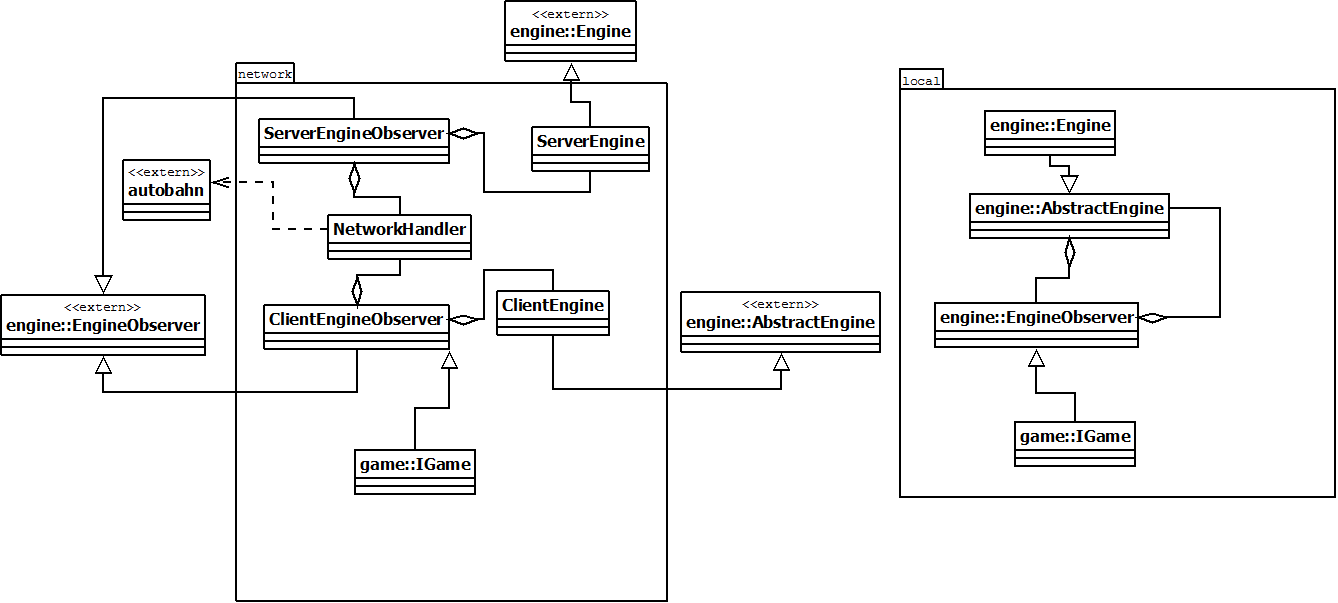 <<extern>>
engine::Engine
network
local
ServerEngineObserver
ServerEngine
engine::Engine
<<extern>>
autobahn
NetworkHandler
engine::AbstractEngine
<<extern>>
engine::EngineObserver
ClientEngineObserver
ClientEngine
<<extern>>
engine::AbstractEngine
engine::EngineObserver
game::IGame
game::IGame